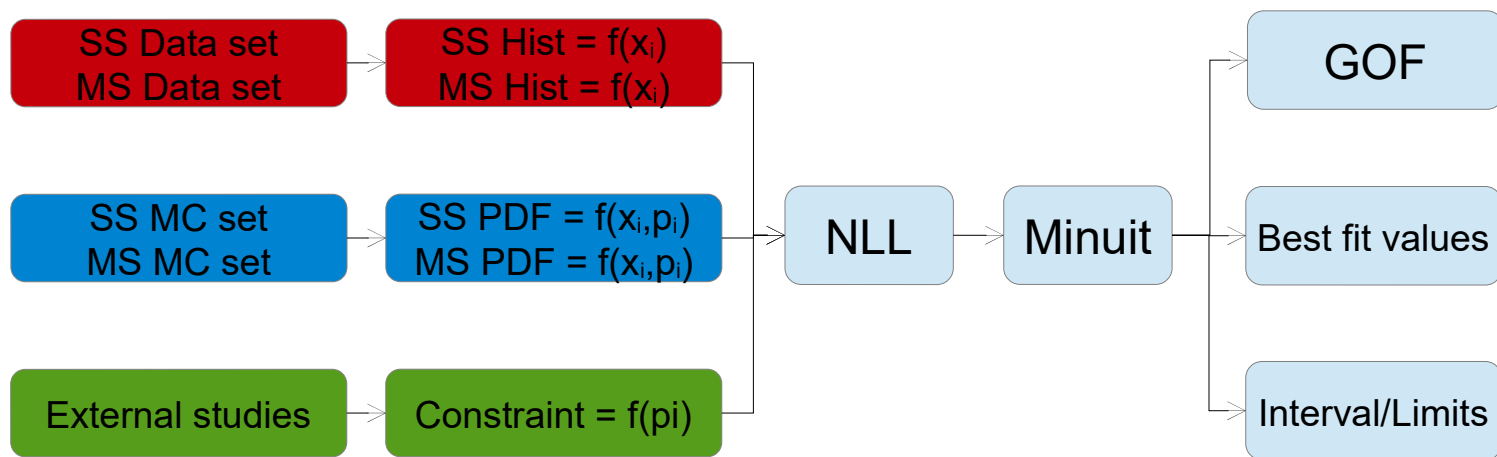 SS Data set
MS Data set
SS Hist = f(xᵢ)
MS Hist = f(xᵢ)
GOF
SS MC set
MS MC set
SS PDF = f(xᵢ,pᵢ)
MS PDF = f(xᵢ,pᵢ)
NLL
Minuit
Best fit values
External studies
Constraint = f(pi)
Interval/Limits